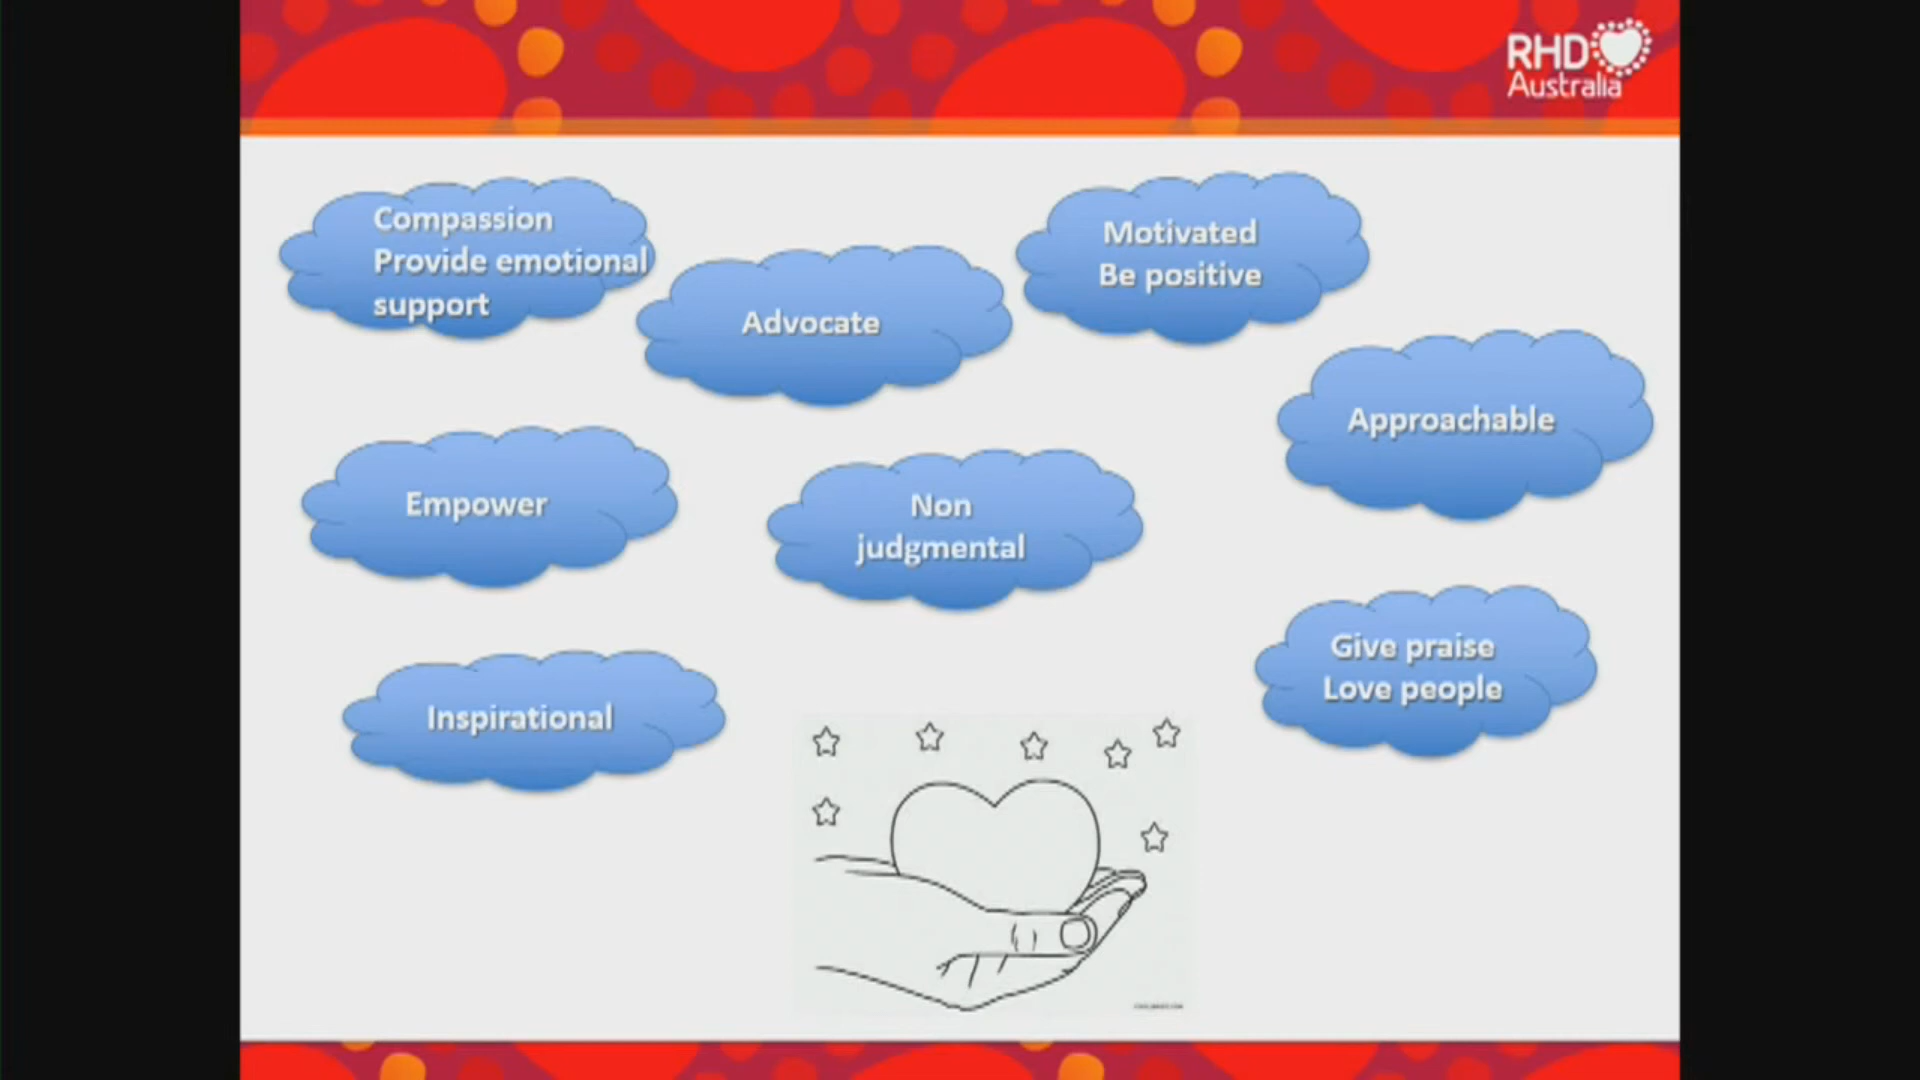 RHD
Australia
Compassion
Provide emotional
support
Advocate
Motivated
Be positive
Approachable
Empower
Non
judgmental
Give praise
Love people
Inspirational